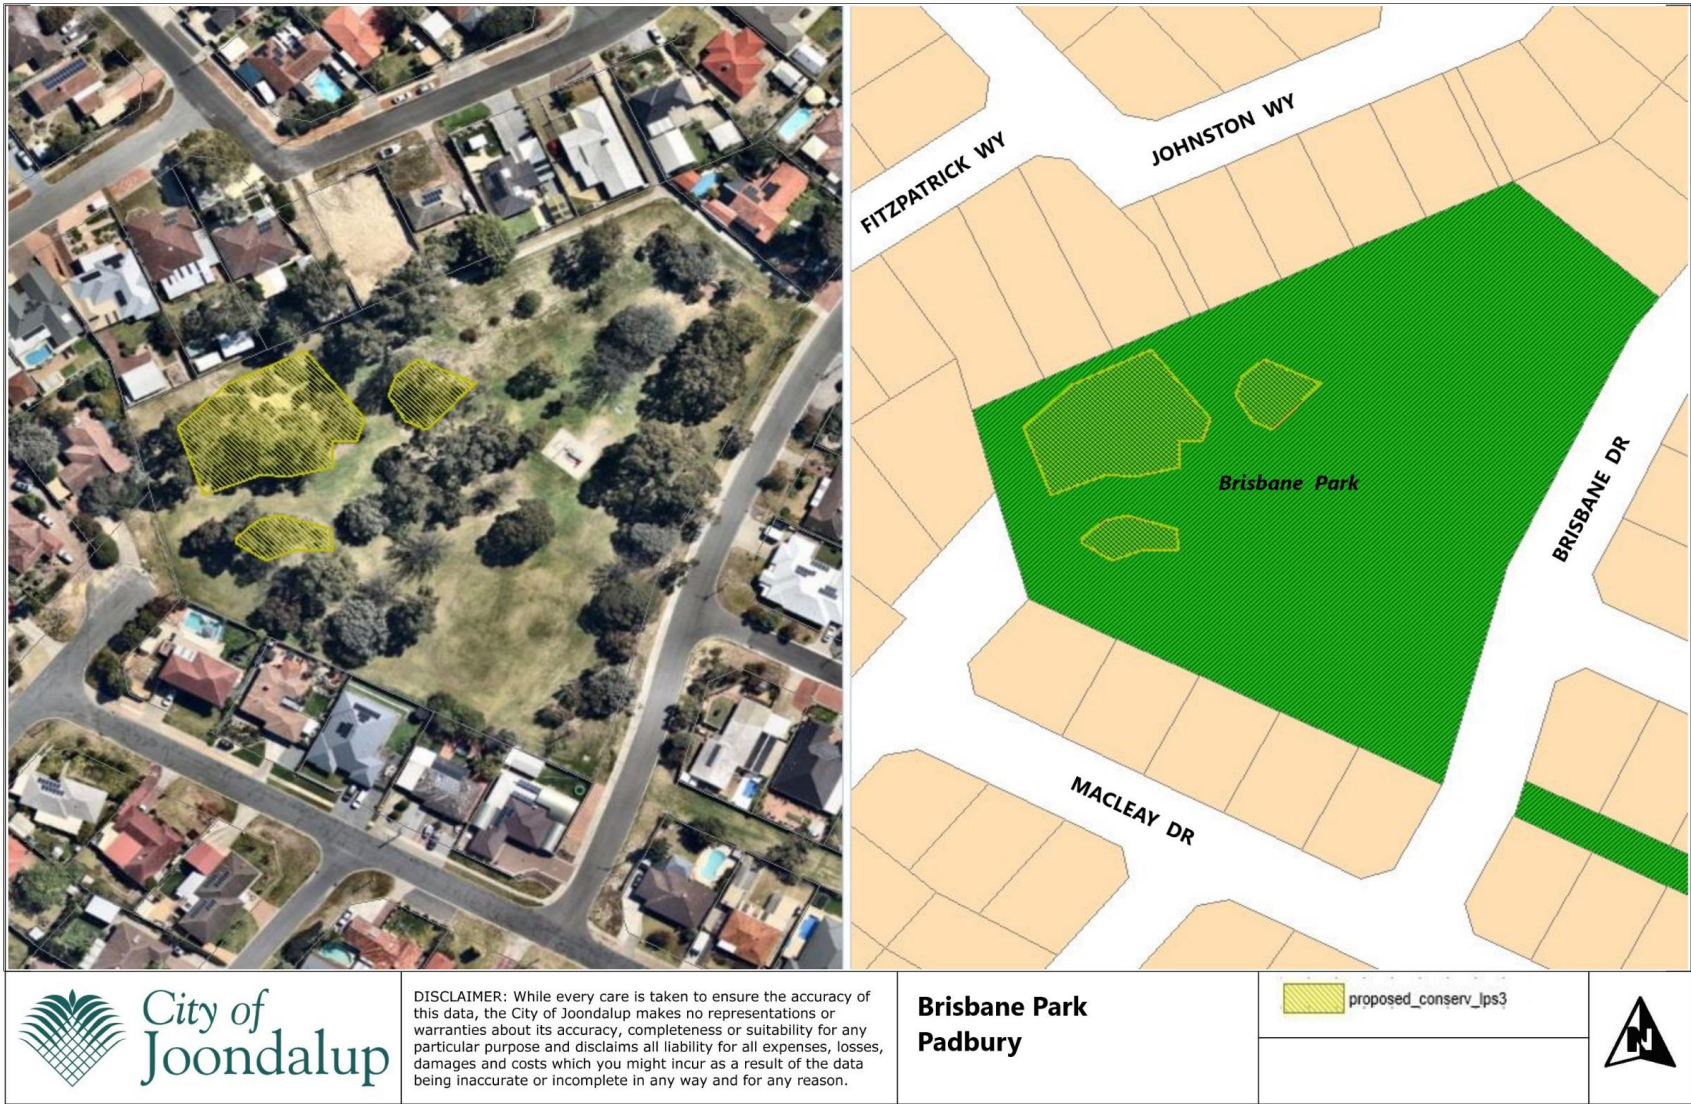 JOHNSTON WY
FITZPATRICK WY
Brisbane Park
BRISBANE DR
MACLEAY DR
City of
Joondalup
DISCLAIMER: While every care is taken to ensure the accuracy of
this data, the City of Joondalup makes no representations or
warranties about its accuracy, completeness or suitability for any
particular purpose and disclaims all liability for all expenses, losses,
damages and costs which you might incur as a result of the data
being inaccurate or incomplete in any way and for any reason.
Brisbane Park
Padbury
proposed_conserv_lps3
N